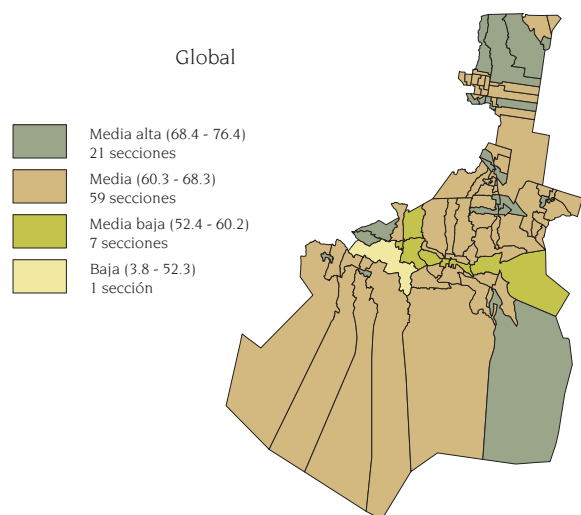 Global
Media alta (68.4 - 76.4)
21 secciones
Media (60.3 - 68.3)
59 secciones
Media baja (52.4 - 60.2)
7 secciones
Baja (3.8 - 52.3)
1 sección